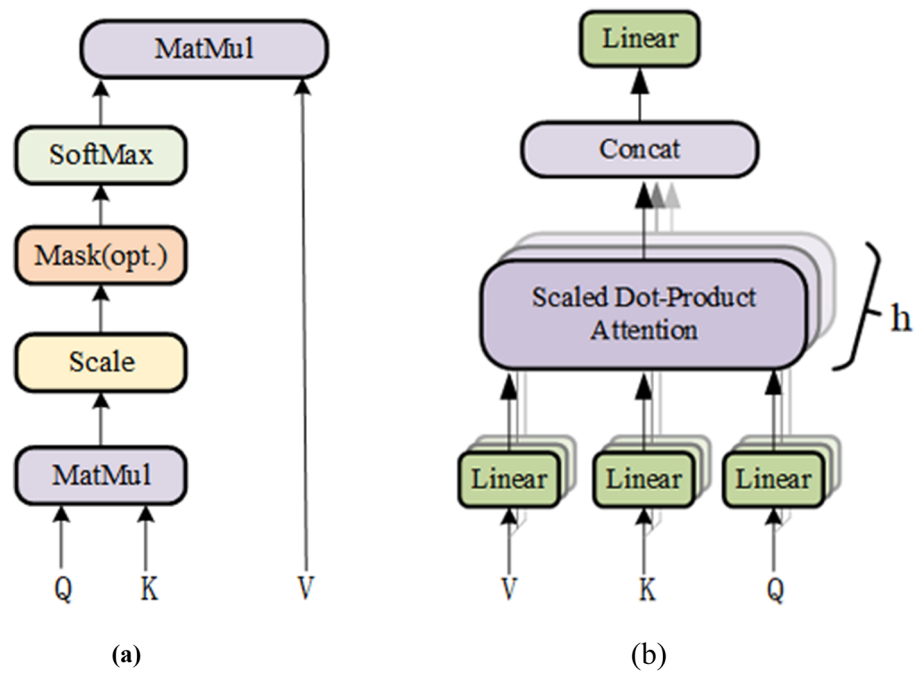 MatMul
SoftMax
Mask(opt.)
Scale
MatMul
Q K V
(a)
Linear
Concat
Scaled Dot-Product
Attention
h
Linear Linear Linear
V K Q
(b)